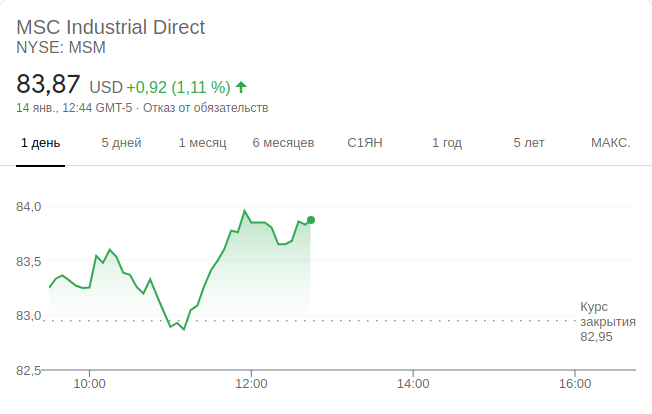 MSC Industrial Direct
NYSE: MSM
83,87 USD +0,92 (1,11 %)
14 янв., 12:44 GMT-5 · Отказ от обязательств
1 день 5 дней 1 месяц 6 месяцев С1ЯН 1 год 5 лет МАКС.
84,0
83,5
83,0
82,5
Курс
закрытия
82,95
10:00 12:00 14:00 16:00